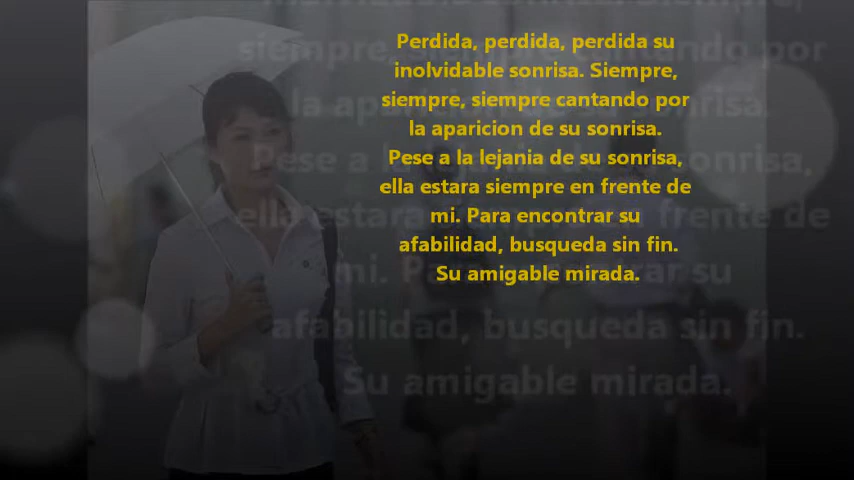 Perdida, perdida, perdida su
inolvidable sonrisa. Siempre,
siempre, siempre cantando por
la aparicion de su sonrisa.
Pese a la lejania de su sonrisa,
ella estara siempre en frente de
mi. Para encontrar su
afabilidad, busqueda sin fin.
Su amigable mirada.